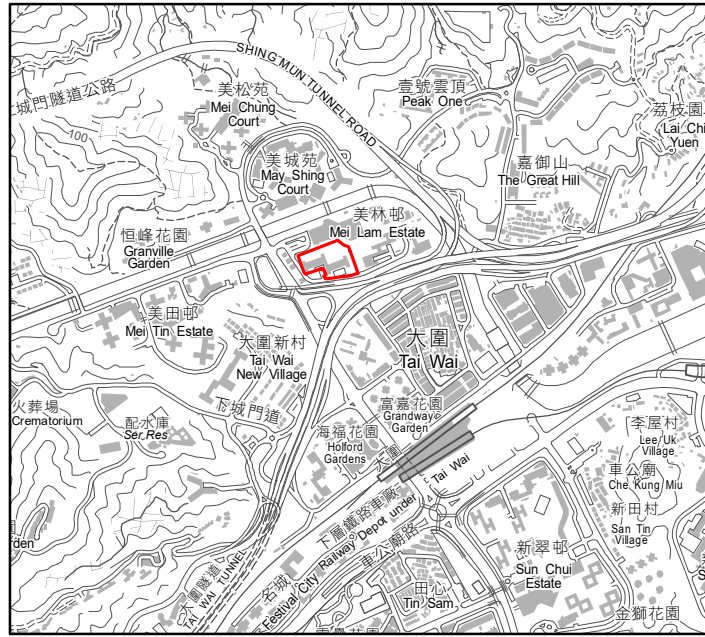 SHING MUN TUNNEL ROAD
城門隧道公路
美松苑
Mei Chung
Court
壹號雲頂
Peak One
荔枝園
Lai Chi
Yuen
100
美城苑
May Shing
Court
嘉御山
The Great Hill
美林邨
Mei Lam Estate
恒峰花園
Granville
Garden
美田邨
Mei Tin Estate
大圍新村
Tai Wai
New Village
大圍
Tai Wai
火葬場
Crematorium
配水庫
Ser Res
下城門道
富嘉花園
Grandway
Garden
海福花園
Holford
Gardens
大圍
Tai Wai
李屋村
Lee Uk
Village
車公廟
Che Kung Miu
新田村
San Tin
Village
den
下層鐵路車廠
Festival City Railway Depot under
名城
車公廟路
大圍隧道
TAI WAI TUNNEL
新翠邨
Sun Chui
Estate
田心
Tin Sam
金獅花園